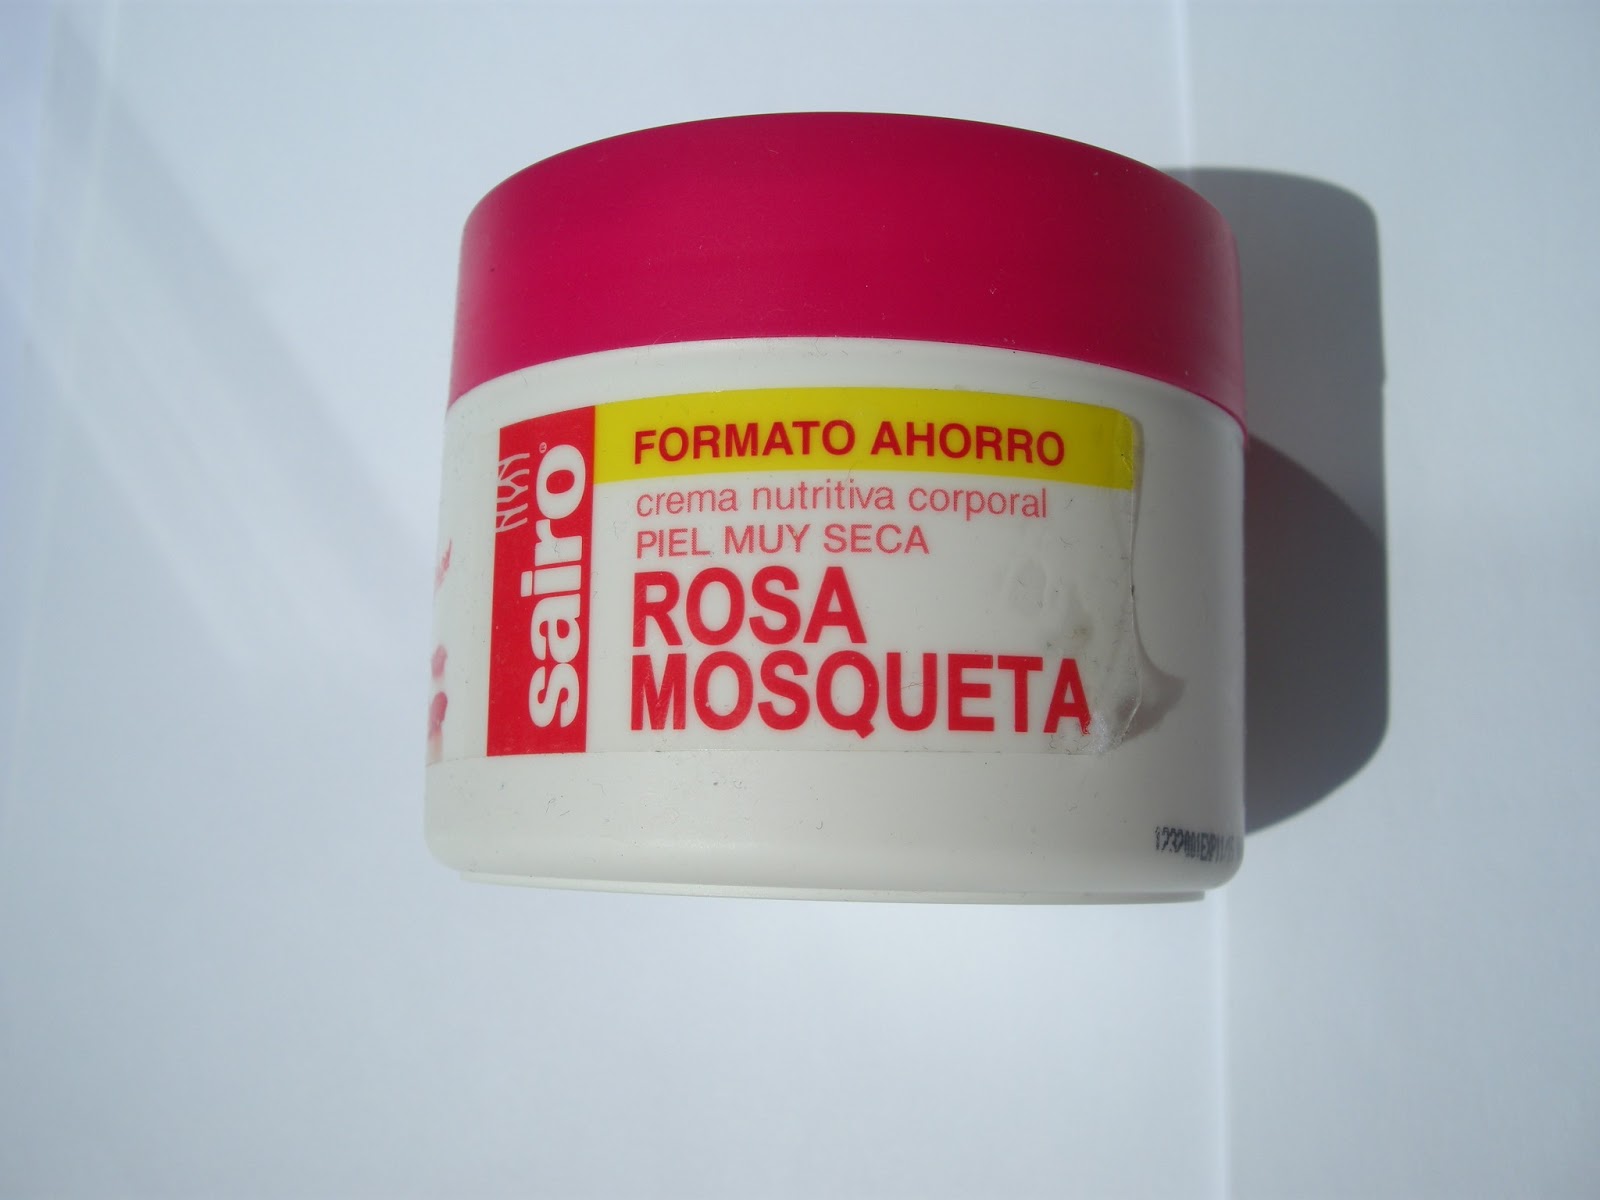 sairo®
FORMATO AHORRO
crema nutritiva corporal
PIEL MUY SECA
ROSA
MOSQUETA